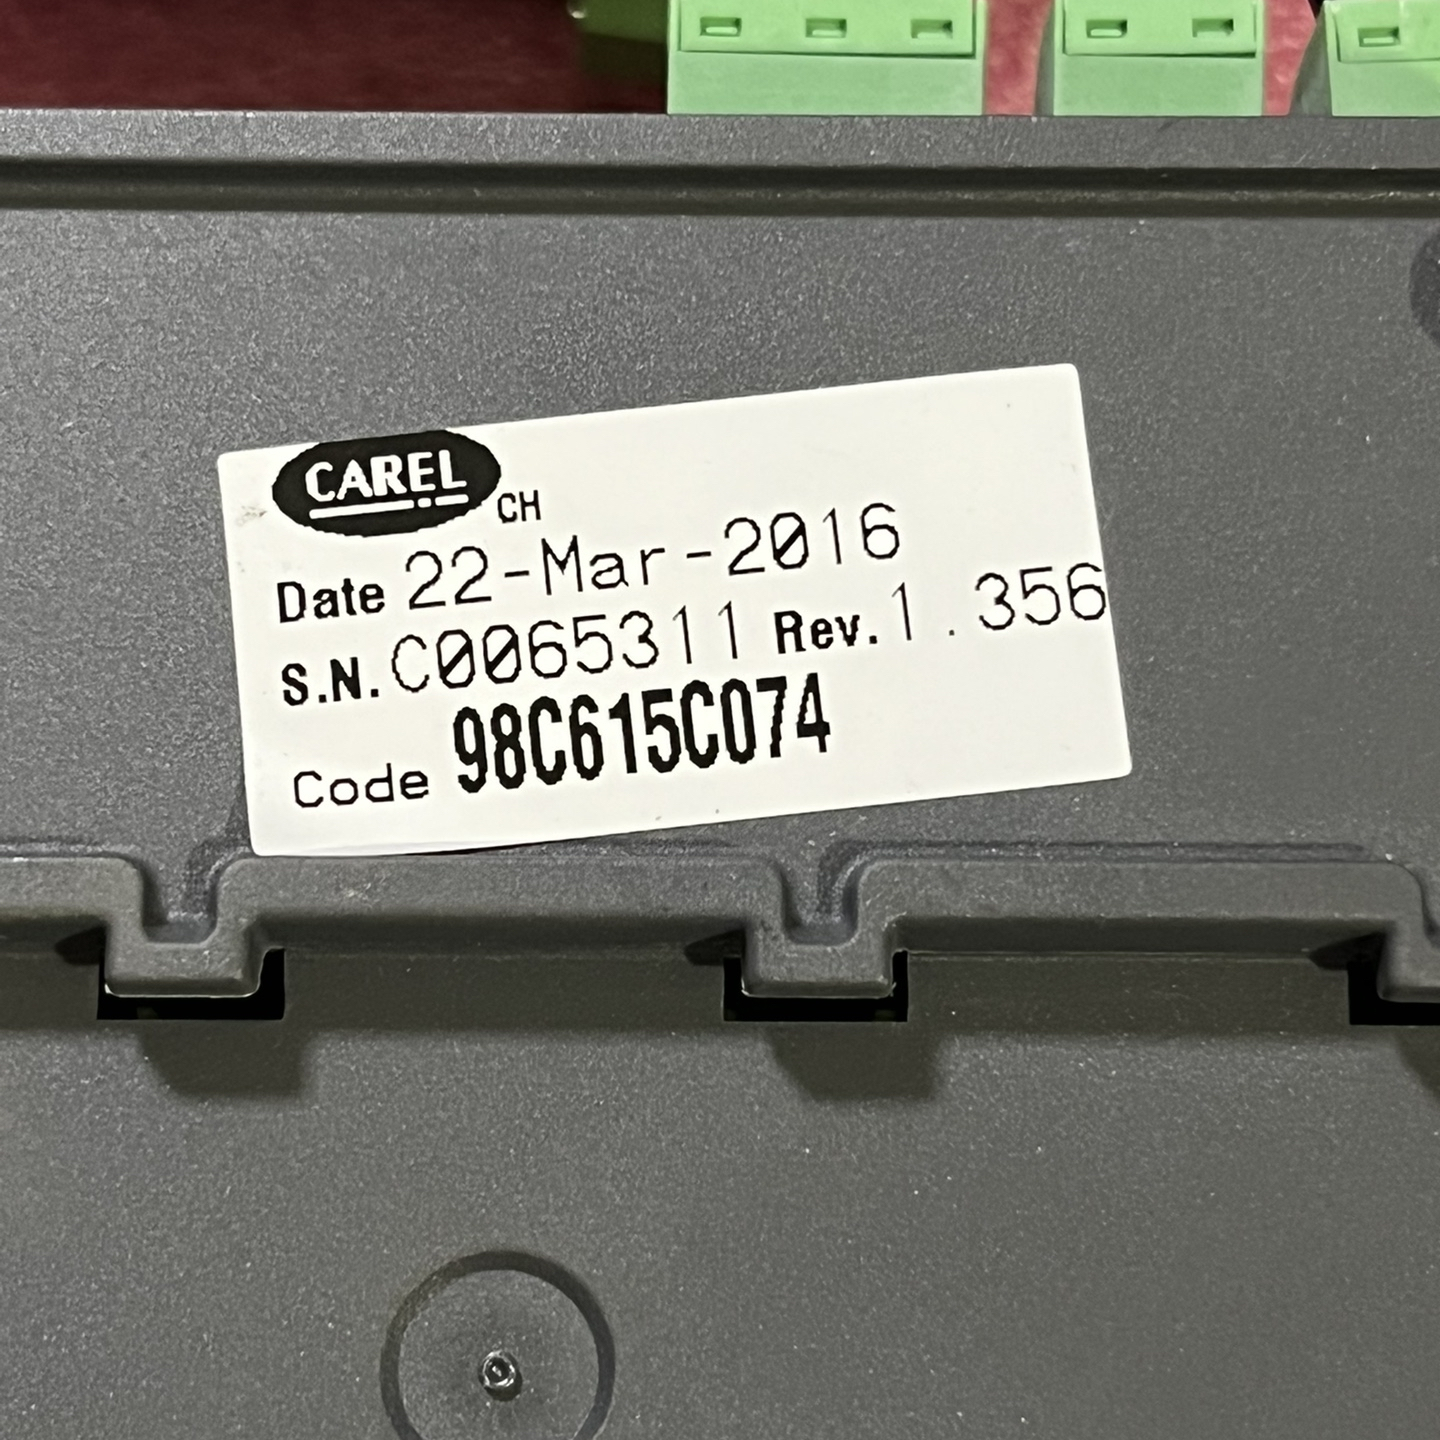 CAREL CH
Date 22-Mar-2016
S.N. C0065311 Rev. 1.356
Code 98C615C074